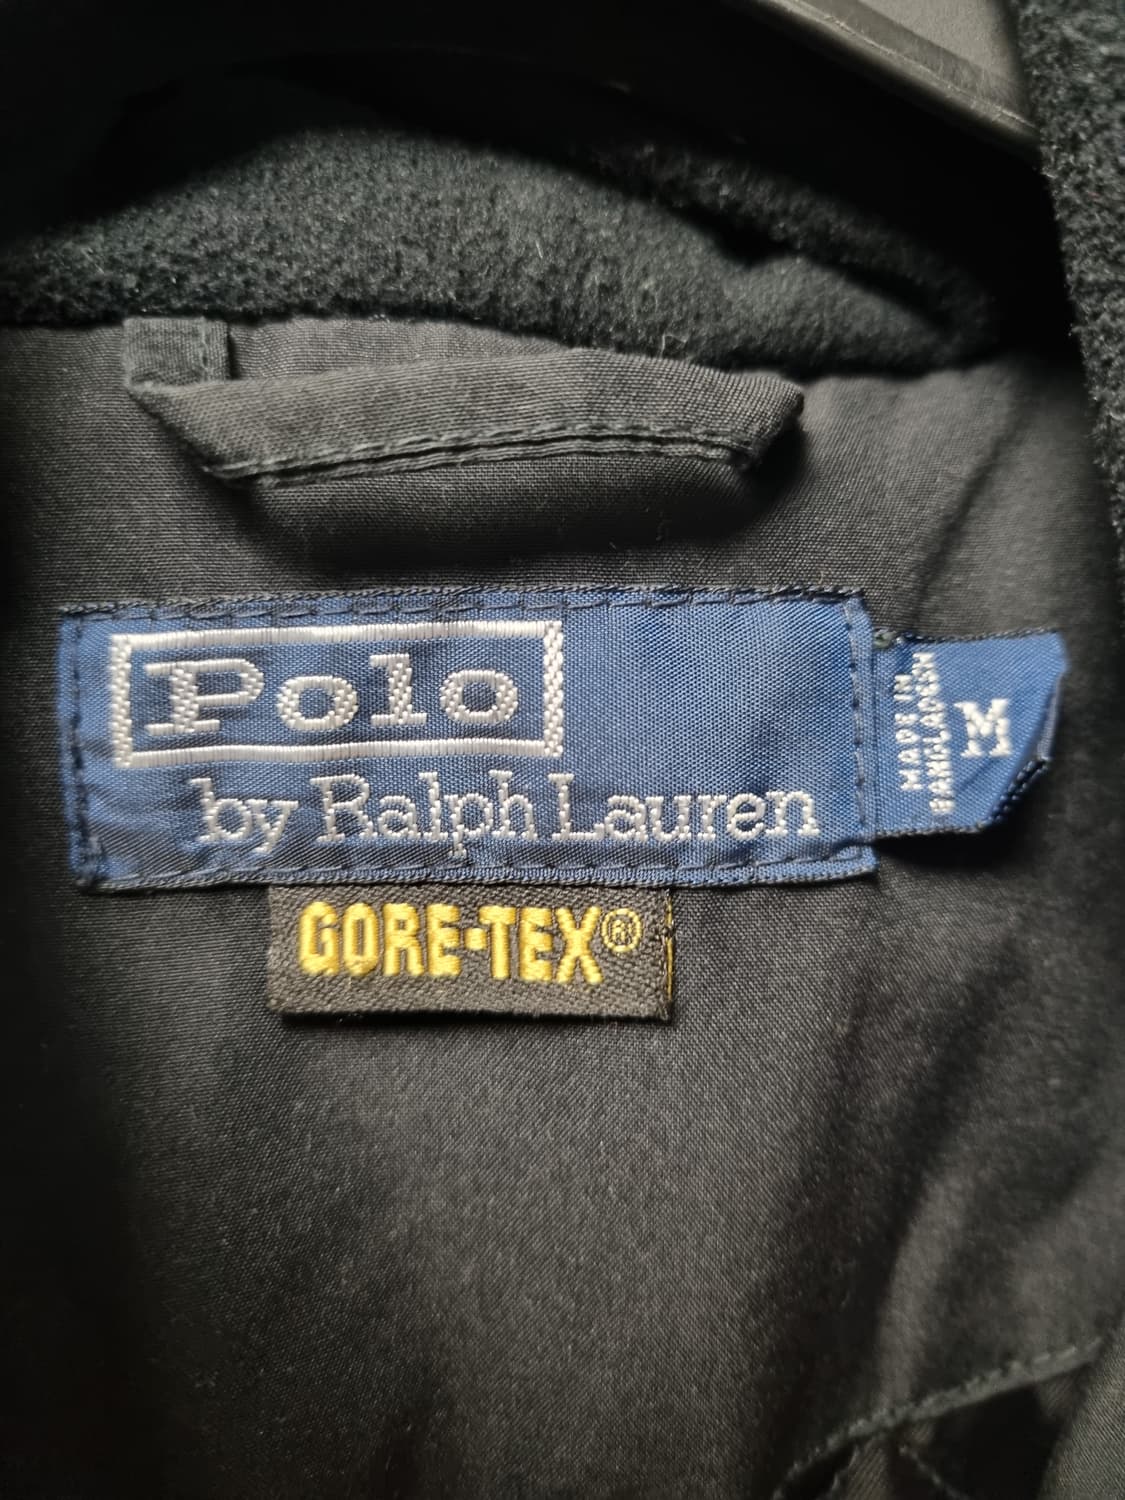 Polo
by Ralph Lauren
MADE IN
BANGLADESH
M
GORE-TEX®